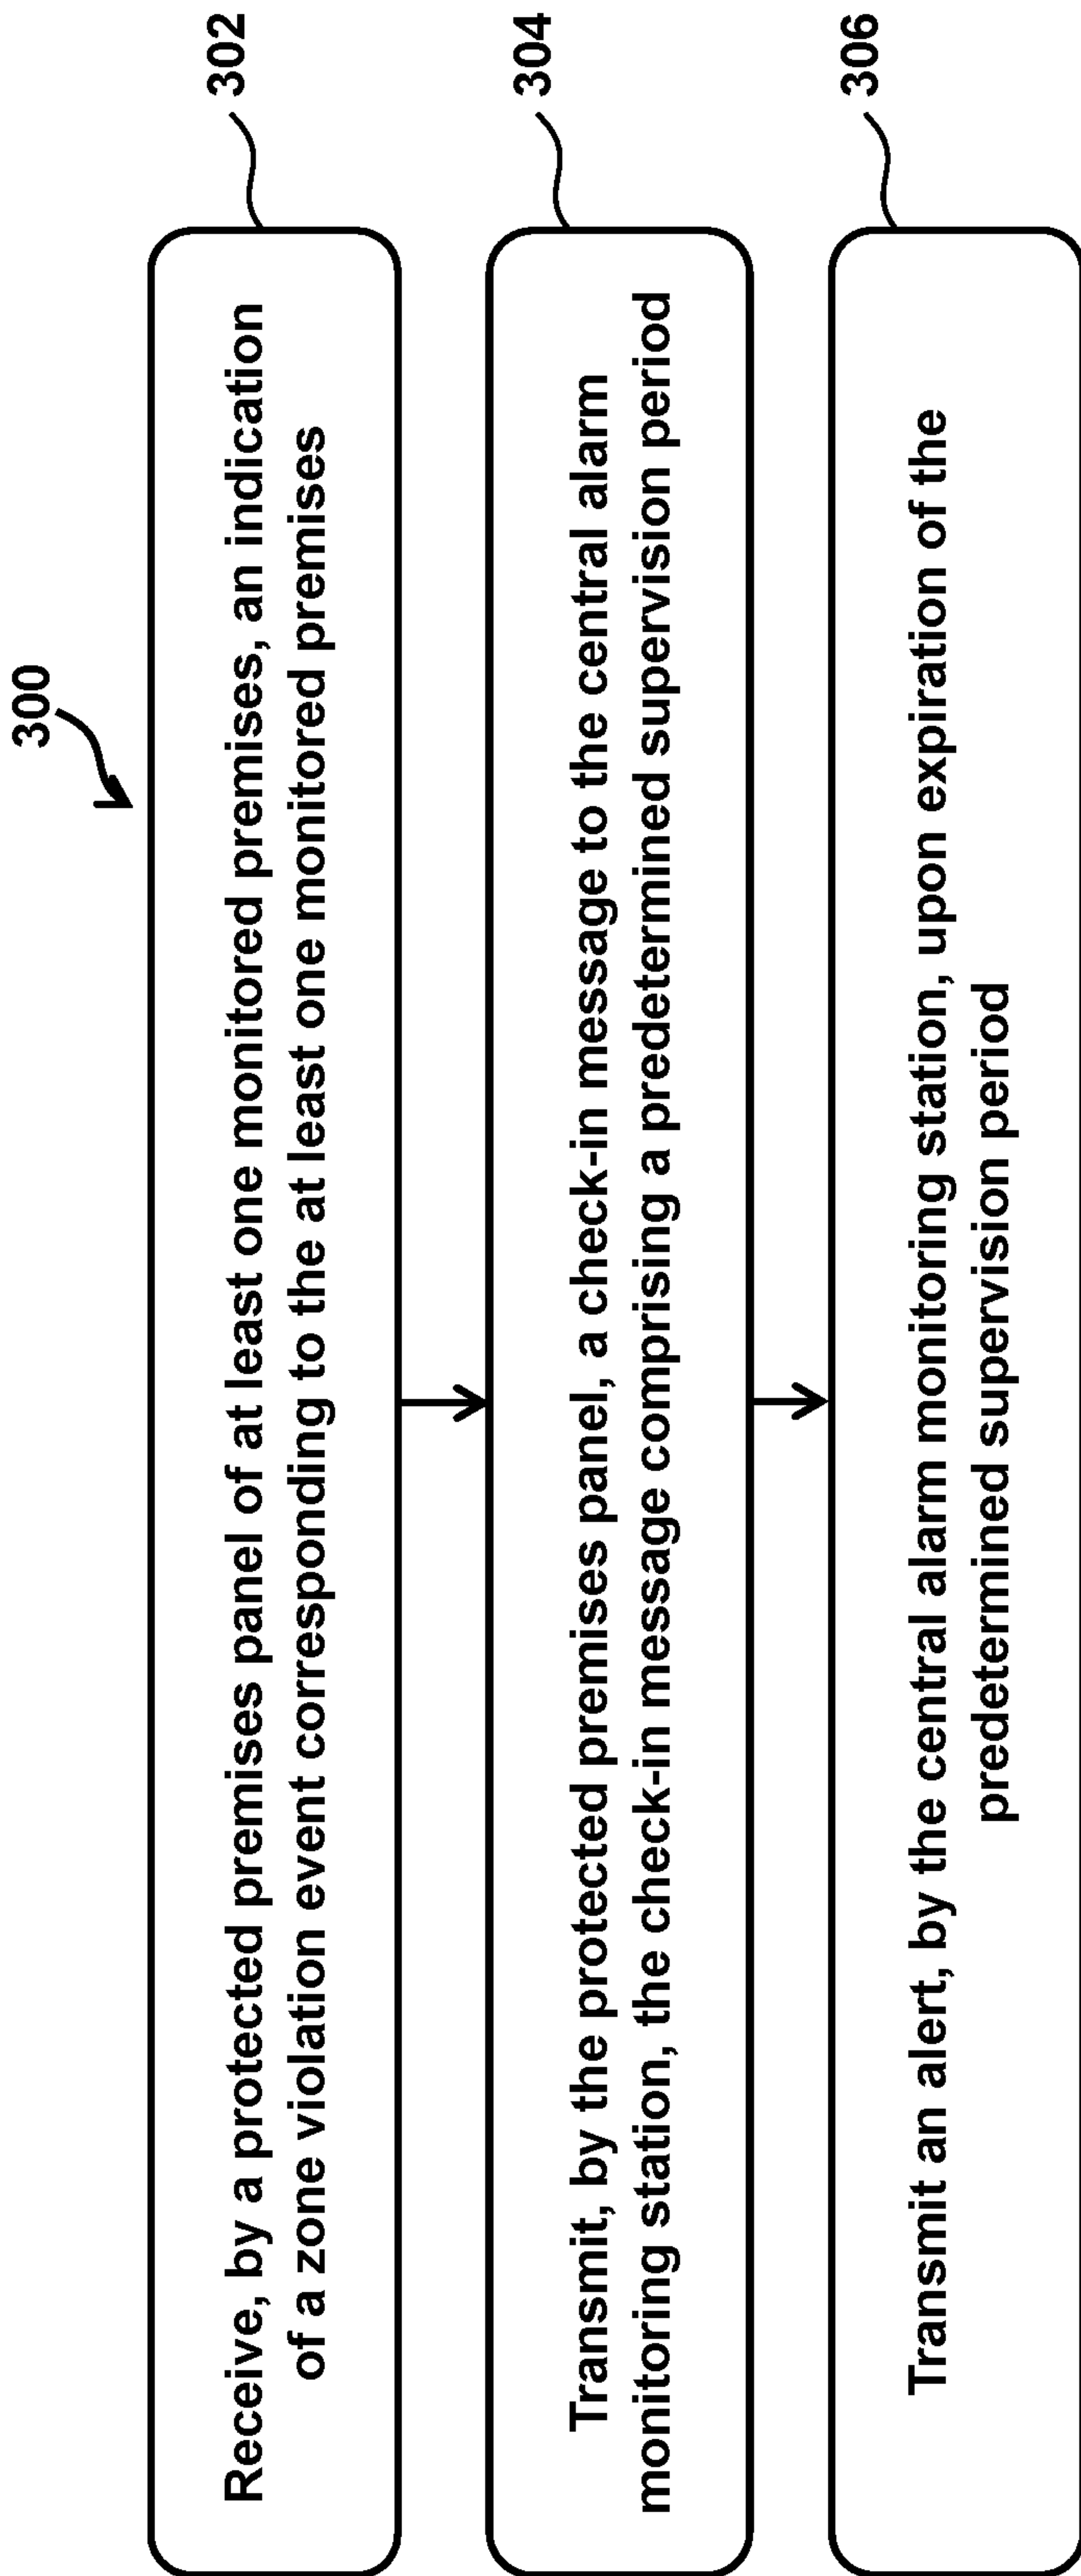 300
Receive, by a protected premises panel of at least one monitored premises, an indication
of a zone violation event corresponding to the at least one monitored premises
302
Transmit, by the protected premises panel, a check-in message to the central alarm
monitoring station, the check-in message comprising a predetermined supervision period
304
Transmit an alert, by the central alarm monitoring station, upon expiration of the
predetermined supervision period
306